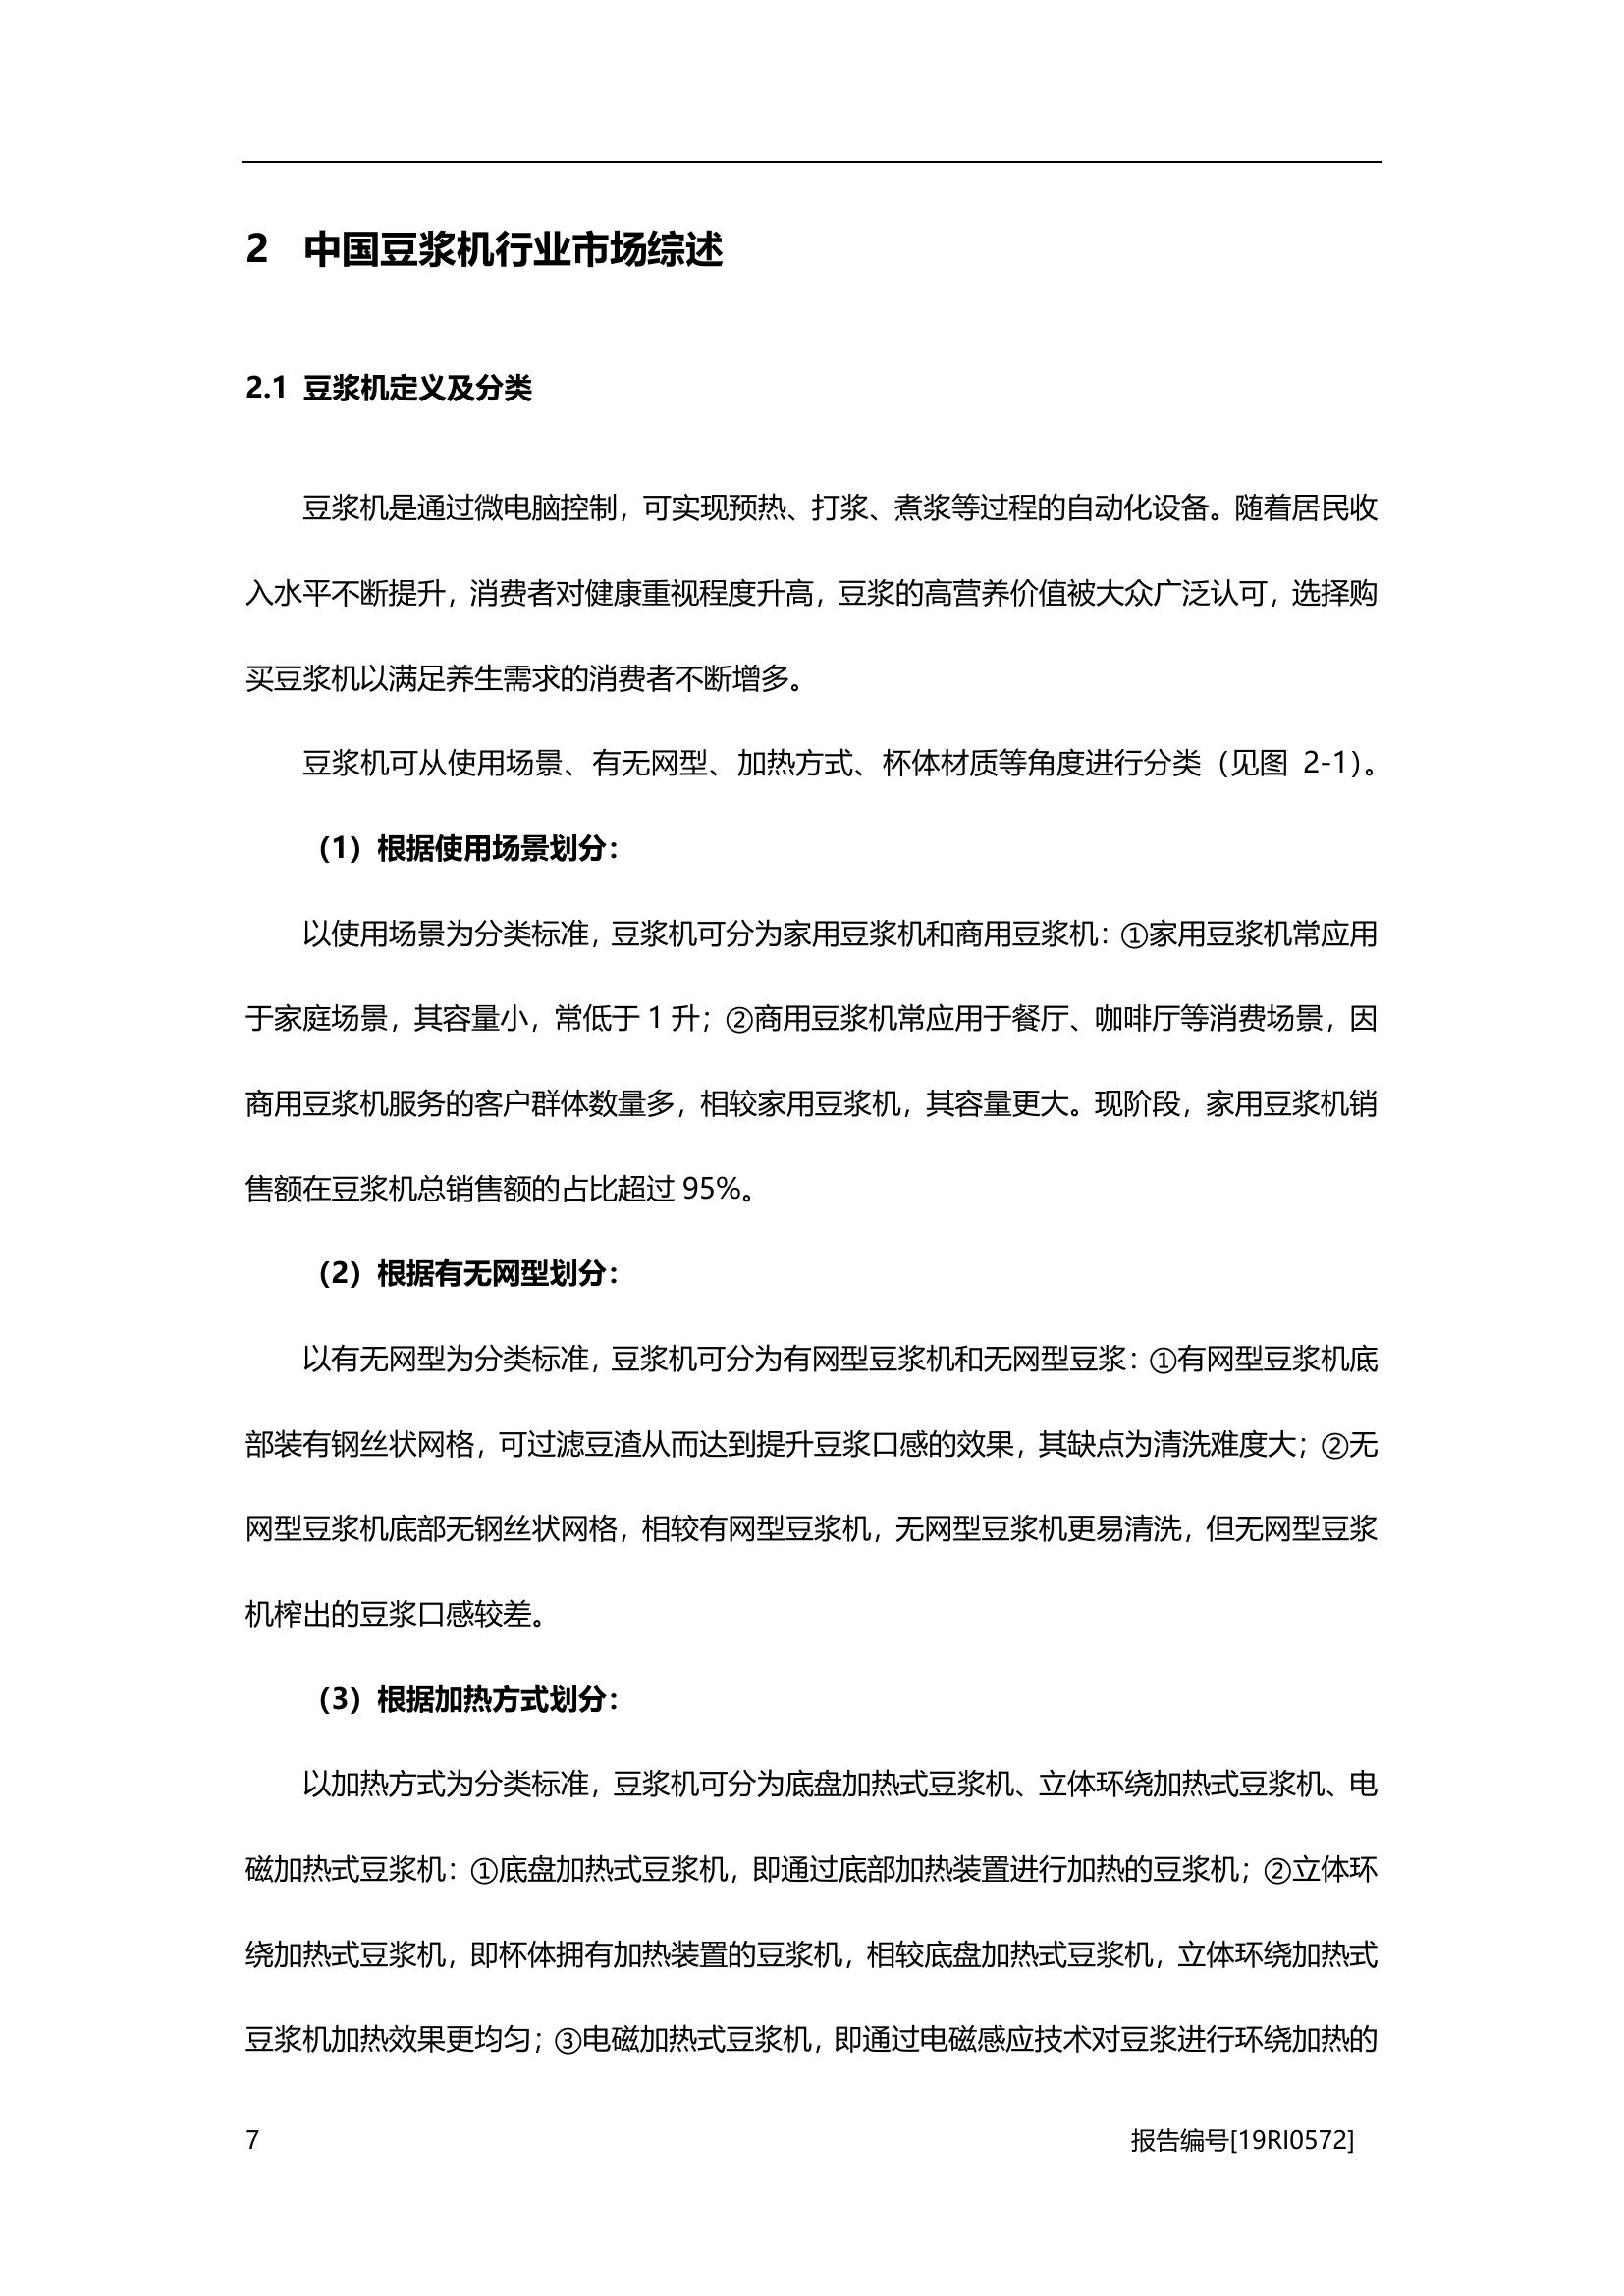 2 中国豆浆机行业市场综述
2.1 豆浆机定义及分类
豆浆机是通过微电脑控制，可实现预热、打浆、煮浆等过程的自动化设备。随着居民收
入水平不断提升，消费者对健康重视程度升高，豆浆的高营养价值被大众广泛认可，选择购
买豆浆机以满足养生需求的消费者不断增多。
豆浆机可从使用场景、有无网型、加热方式、杯体材质等角度进行分类（见图 2-1）。
（1）根据使用场景划分：
以使用场景为分类标准，豆浆机可分为家用豆浆机和商用豆浆机：①家用豆浆机常应用
于家庭场景，其容量小，常低于 1 升；②商用豆浆机常应用于餐厅、咖啡厅等消费场景，因
商用豆浆机服务的客户群体数量多，相较家用豆浆机，其容量更大。现阶段，家用豆浆机销
售额在豆浆机总销售额的占比超过 95%。
（2）根据有无网型划分：
以有无网型为分类标准，豆浆机可分为有网型豆浆机和无网型豆浆：①有网型豆浆机底
部装有钢丝状网格，可过滤豆渣从而达到提升豆浆口感的效果，其缺点为清洗难度大；②无
网型豆浆机底部无钢丝状网格，相较有网型豆浆机，无网型豆浆机更易清洗，但无网型豆浆
机榨出的豆浆口感较差。
（3）根据加热方式划分：
以加热方式为分类标准，豆浆机可分为底盘加热式豆浆机、立体环绕加热式豆浆机、电
磁加热式豆浆机：①底盘加热式豆浆机，即通过底部加热装置进行加热的豆浆机；②立体环
绕加热式豆浆机，即杯体拥有加热装置的豆浆机，相较底盘加热式豆浆机，立体环绕加热式
豆浆机加热效果更均匀；③电磁加热式豆浆机，即通过电磁感应技术对豆浆进行环绕加热的
7 报告编号[19RI0572]